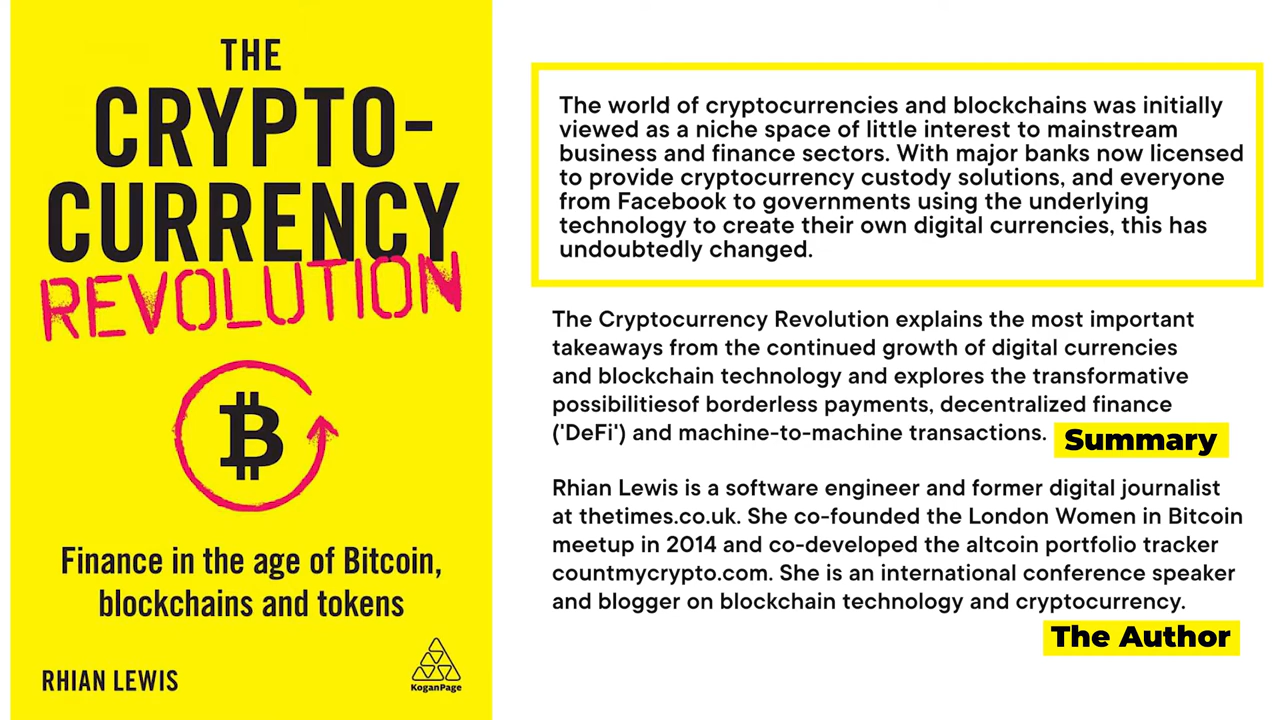 THE
CRYPTO-
CURRENCY
REVOLUTION
Finance in the age of Bitcoin,
blockchains and tokens
RHIAN LEWIS
KoganPage
The world of cryptocurrencies and blockchains was initially
viewed as a niche space of little interest to mainstream
business and finance sectors. With major banks now licensed
to provide cryptocurrency custody solutions, and everyone
from Facebook to governments using the underlying
technology to create their own digital currencies, this has
undoubtedly changed.
The Cryptocurrency Revolution explains the most important
takeaways from the continued growth of digital currencies
and blockchain technology and explores the transformative
possibilitiesof borderless payments, decentralized finance
('DeFi') and machine-to-machine transactions.
Summary
Rhian Lewis is a software engineer and former digital journalist
at thetimes.co.uk. She co-founded the London Women in Bitcoin
meetup in 2014 and co-developed the altcoin portfolio tracker
countmycrypto.com. She is an international conference speaker
and blogger on blockchain technology and cryptocurrency.
The Author